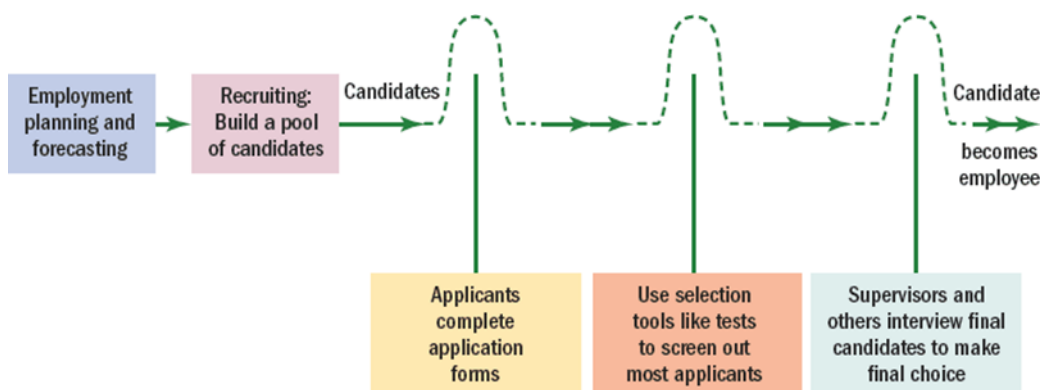 Employment
planning and
forecasting
Recruiting:
Build a pool
of candidates
Candidates
Candidate
becomes
employee
Applicants
complete
application
forms
Use selection
tools like tests
to screen out
most applicants
Supervisors and
others interview final
candidates to make
final choice